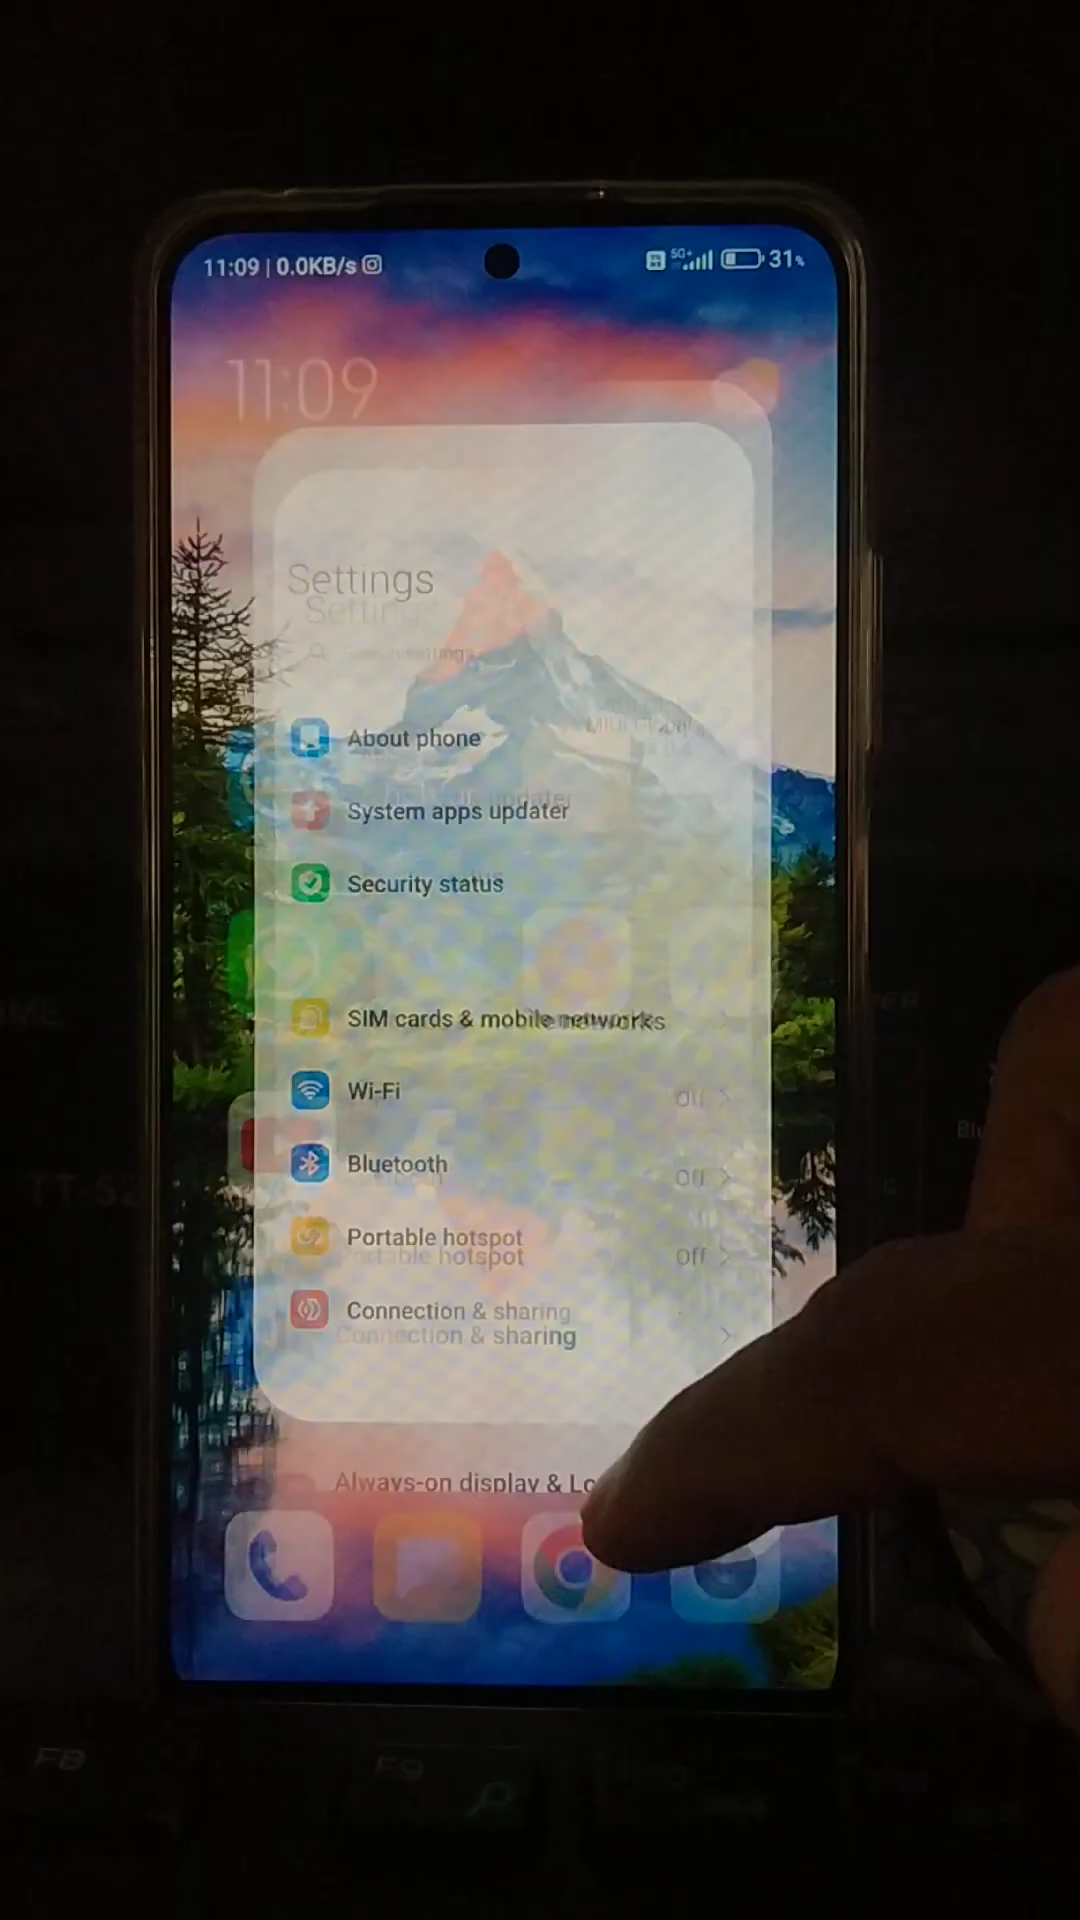 11:09 | 0.0KB/s
5G+
31%
11:09
Settings
Settings
About phone
System apps updater
Security status
SIM cards & mobile networks
Wi-Fi
Off
Bluetooth
Off
Portable hotspot
Portable hotspot
Off
Connection & sharing
Connection & sharing
Always-on display & Lo
F8
F9